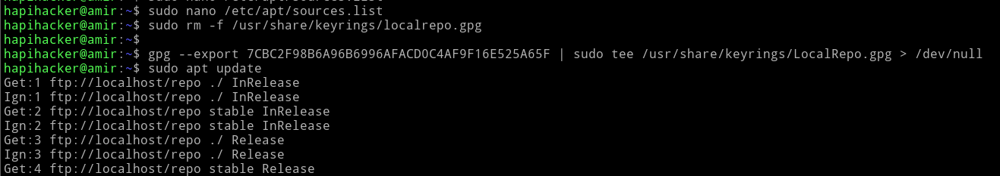 hapihacker@amir:~$ sudo nano /etc/apt/sources.list
hapihacker@amir:~$ sudo rm -f /usr/share/keyrings/localrepo.gpg
hapihacker@amir:~$
hapihacker@amir:~$ gpg --export 7CBC2F98B6A96B6996AFACD0C4AF9F16E525A65F | sudo tee /usr/share/keyrings/LocalRepo.gpg > /dev/null
hapihacker@amir:~$ sudo apt update
Get:1 ftp://localhost/repo ./ InRelease
Ign:1 ftp://localhost/repo ./ InRelease
Get:2 ftp://localhost/repo stable InRelease
Ign:2 ftp://localhost/repo stable InRelease
Get:3 ftp://localhost/repo ./ Release
Ign:3 ftp://localhost/repo ./ Release
Get:4 ftp://localhost/repo stable Release